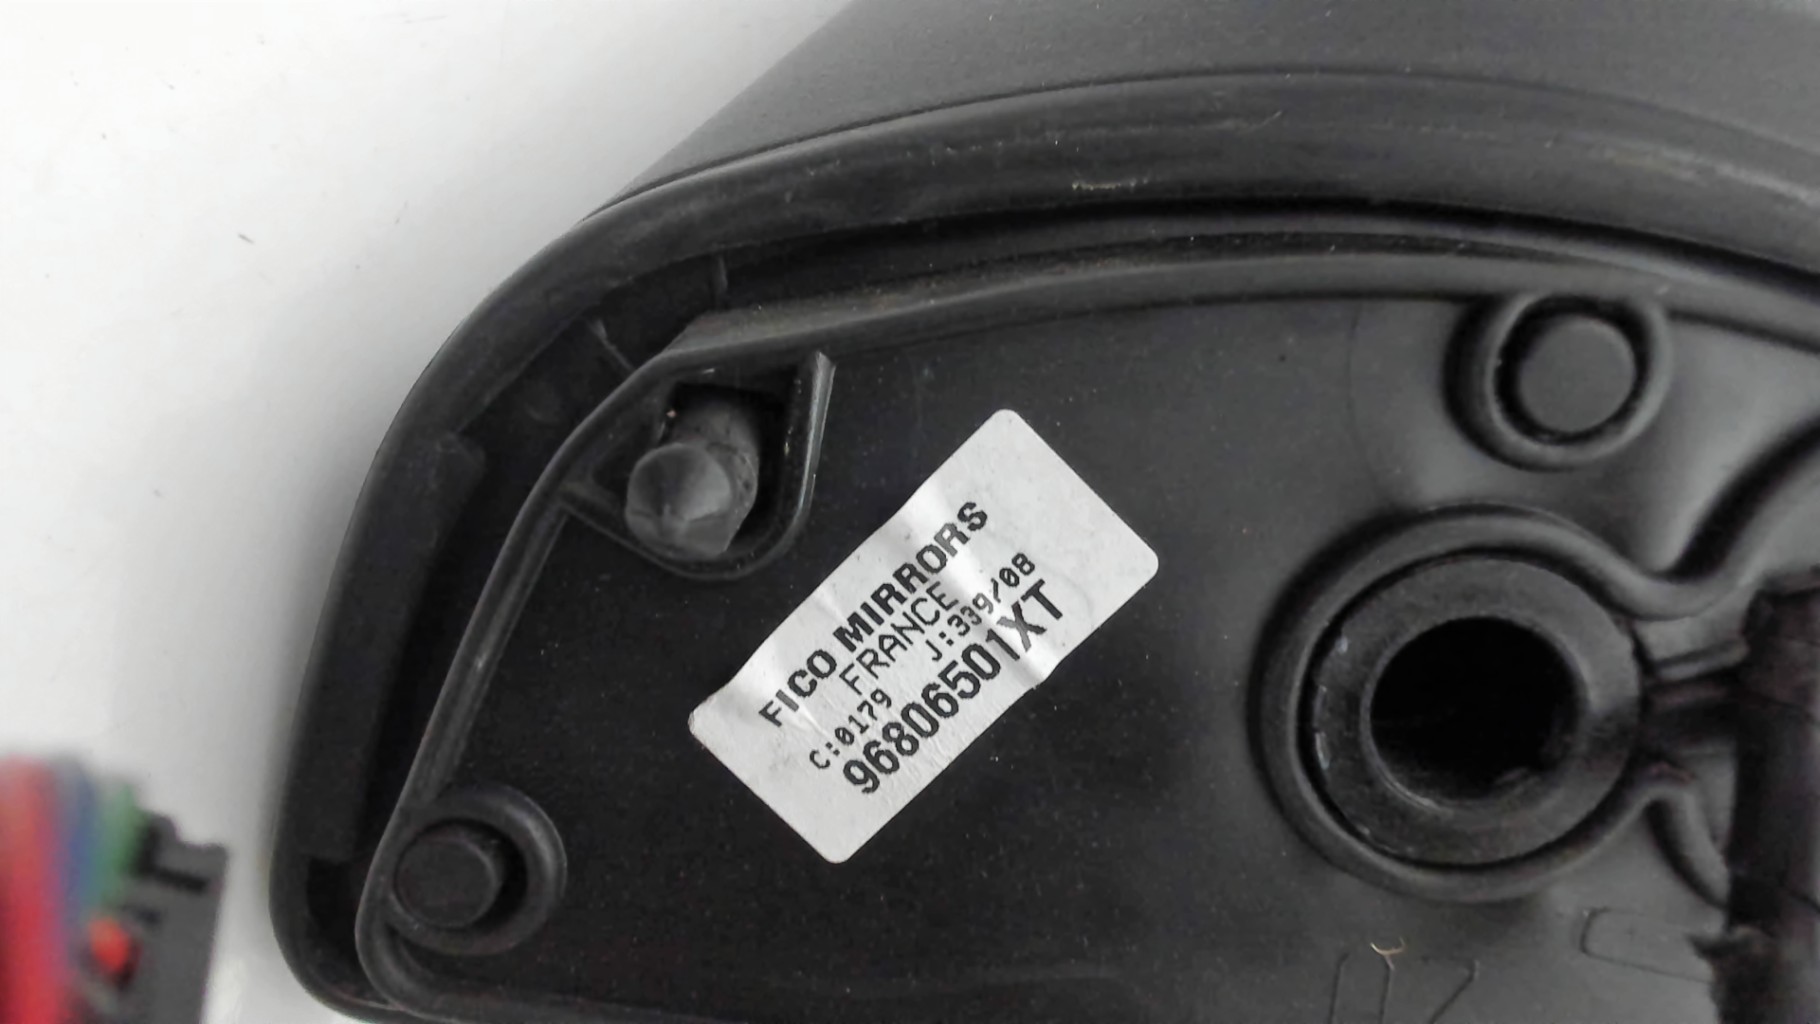 FICO MIRRORS
FRANCE
C:0179 J:339/08
96806501XT